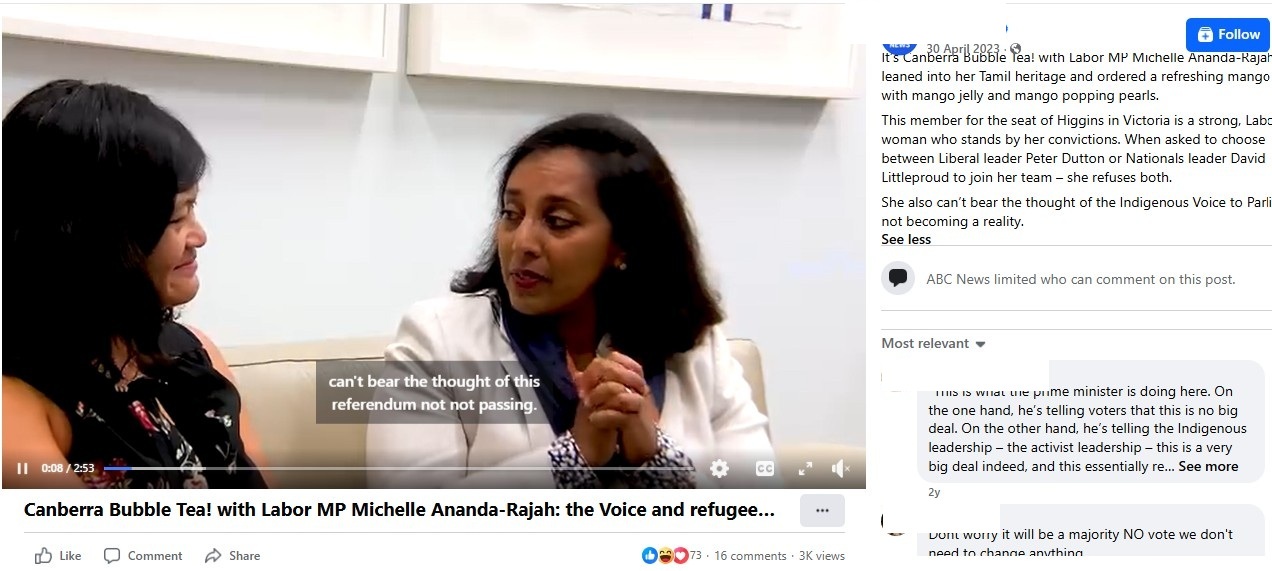 can't bear the thought of this
referendum not not passing.
0:08 / 2:53
CC
Canberra Bubble Tea! with Labor MP Michelle Ananda-Rajah: the Voice and refugee...
Like
Comment
Share
73 · 16 comments · 3K views
NEWS
30 April 2023 ·
Follow
It's Canberra Bubble Tea! with Labor MP Michelle Ananda-Rajah
leaned into her Tamil heritage and ordered a refreshing mango
with mango jelly and mango popping pearls.
This member for the seat of Higgins in Victoria is a strong, Labo
woman who stands by her convictions. When asked to choose
between Liberal leader Peter Dutton or Nationals leader David
Littleproud to join her team – she refuses both.
She also can't bear the thought of the Indigenous Voice to Parli
not becoming a reality.
See less
ABC News limited who can comment on this post.
Most relevant
"This is what the prime minister is doing here. On
the one hand, he's telling voters that this is no big
deal. On the other hand, he's telling the Indigenous
leadership – the activist leadership – this is a very
big deal indeed, and this essentially re... See more
2y
Dont worry it will be a majority NO vote we don't
need to change anything